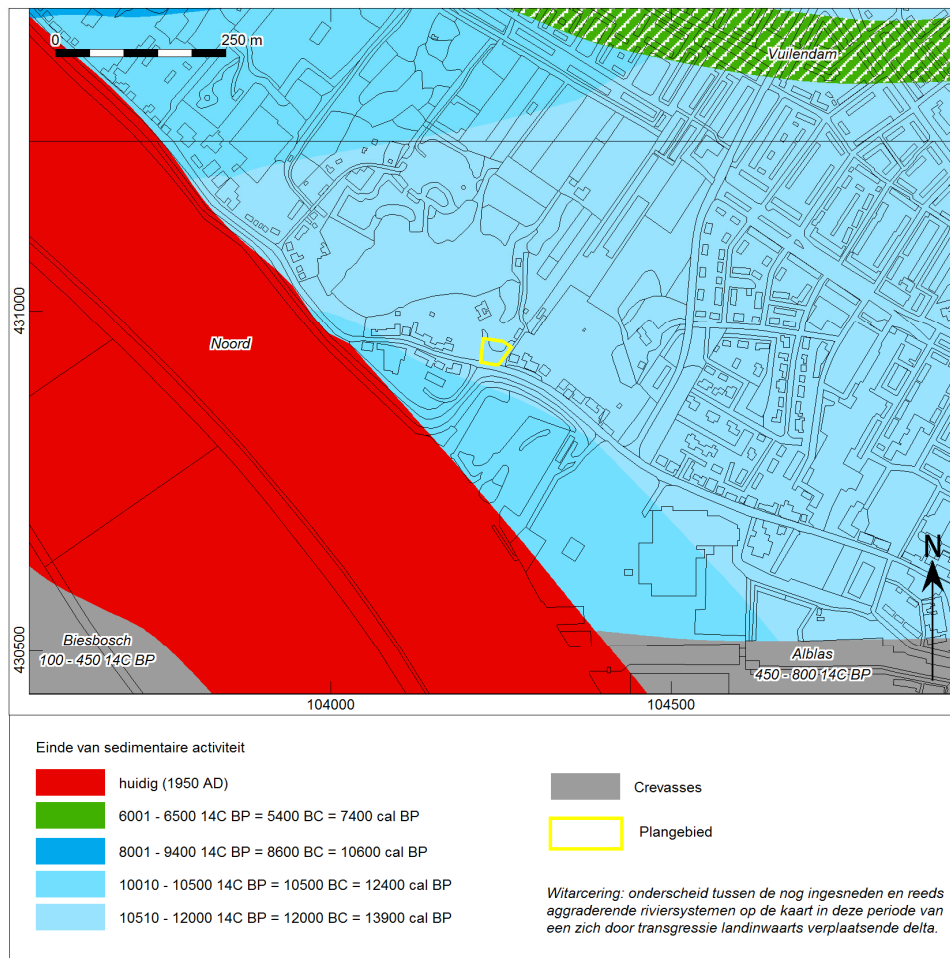 0 250 m
Vuilendam
431000
Noord
Biesbosch
100 - 450 14C BP
N
Alblas
450 - 800 14C BP
430500
104000 104500
Einde van sedimentaire activiteit
huidig (1950 AD)
6001 - 6500 14C BP = 5400 BC = 7400 cal BP
8001 - 9400 14C BP = 8600 BC = 10600 cal BP
10010 - 10500 14C BP = 10500 BC = 12400 cal BP
10510 - 12000 14C BP = 12000 BC = 13900 cal BP
Crevasses
Plangebied
Witarcering: onderscheid tussen de nog ingesneden en reeds
aggraderende riviersystemen op de kaart in deze periode van
een zich door transgressie landinwaarts verplaatsende delta.